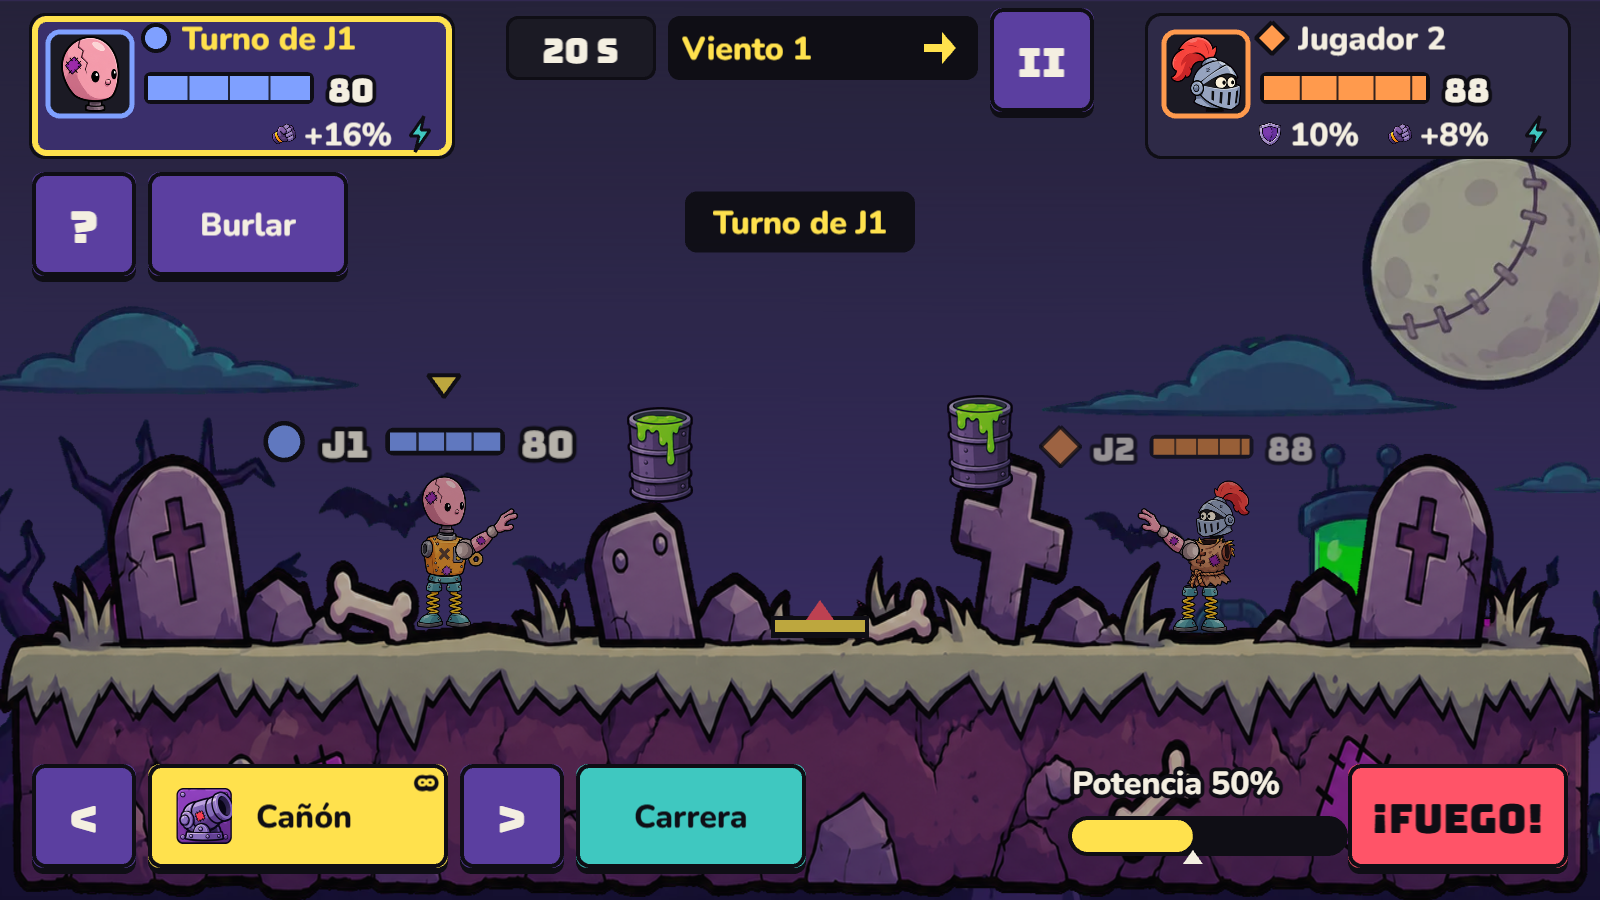 Turno de J1
80
+16%
20 S
Viento 1
II
Jugador 2
88
10%
+8%
?
Burlar
Turno de J1
J1
80
J2
88
<
Cañón
∞
>
Carrera
Potencia 50%
¡FUEGO!